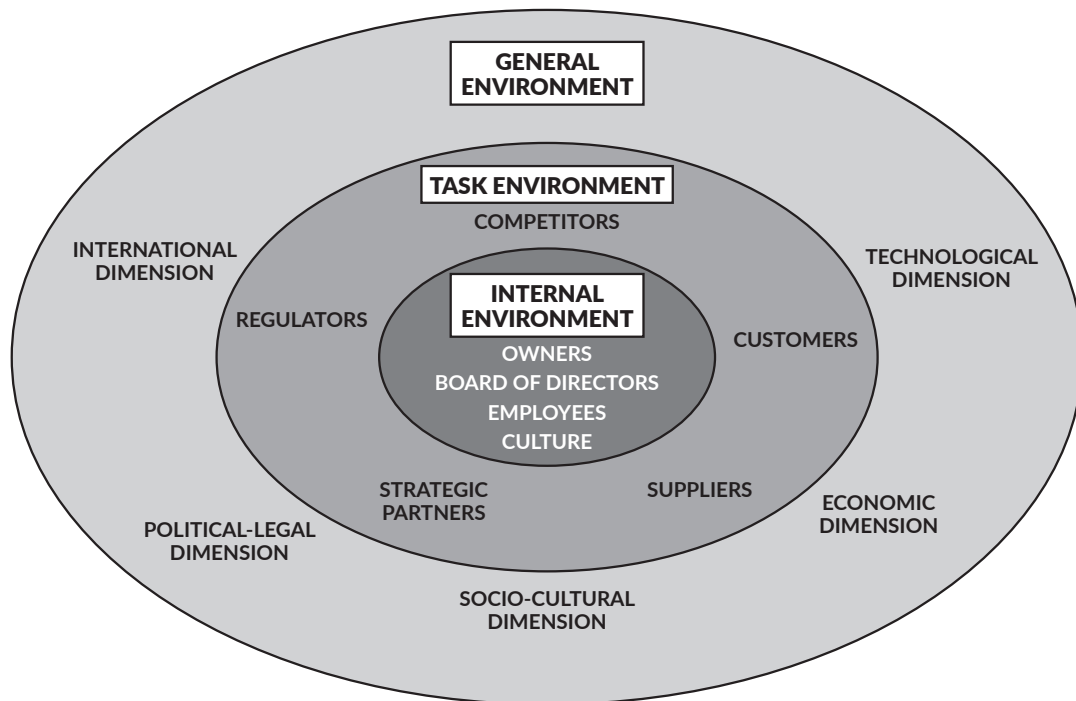 GENERAL
ENVIRONMENT
TASK ENVIRONMENT
COMPETITORS
INTERNATIONAL
DIMENSION
TECHNOLOGICAL
DIMENSION
INTERNAL
ENVIRONMENT
REGULATORS
CUSTOMERS
OWNERS
BOARD OF DIRECTORS
EMPLOYEES
CULTURE
STRATEGIC
PARTNERS
SUPPLIERS
ECONOMIC
DIMENSION
POLITICAL-LEGAL
DIMENSION
SOCIO-CULTURAL
DIMENSION